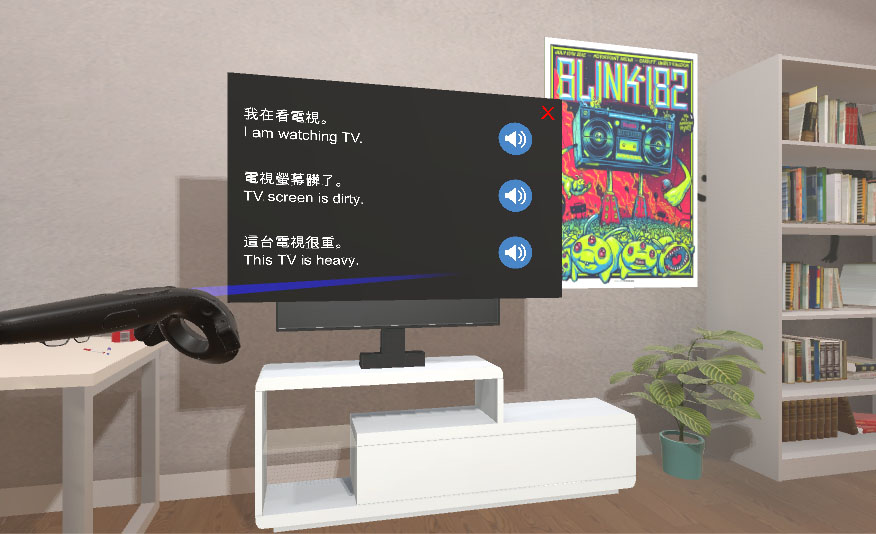 我在看電視。
I am watching TV.
電視螢幕髒了。
TV screen is dirty.
這台電視很重。
This TV is heavy.
BLINK-182